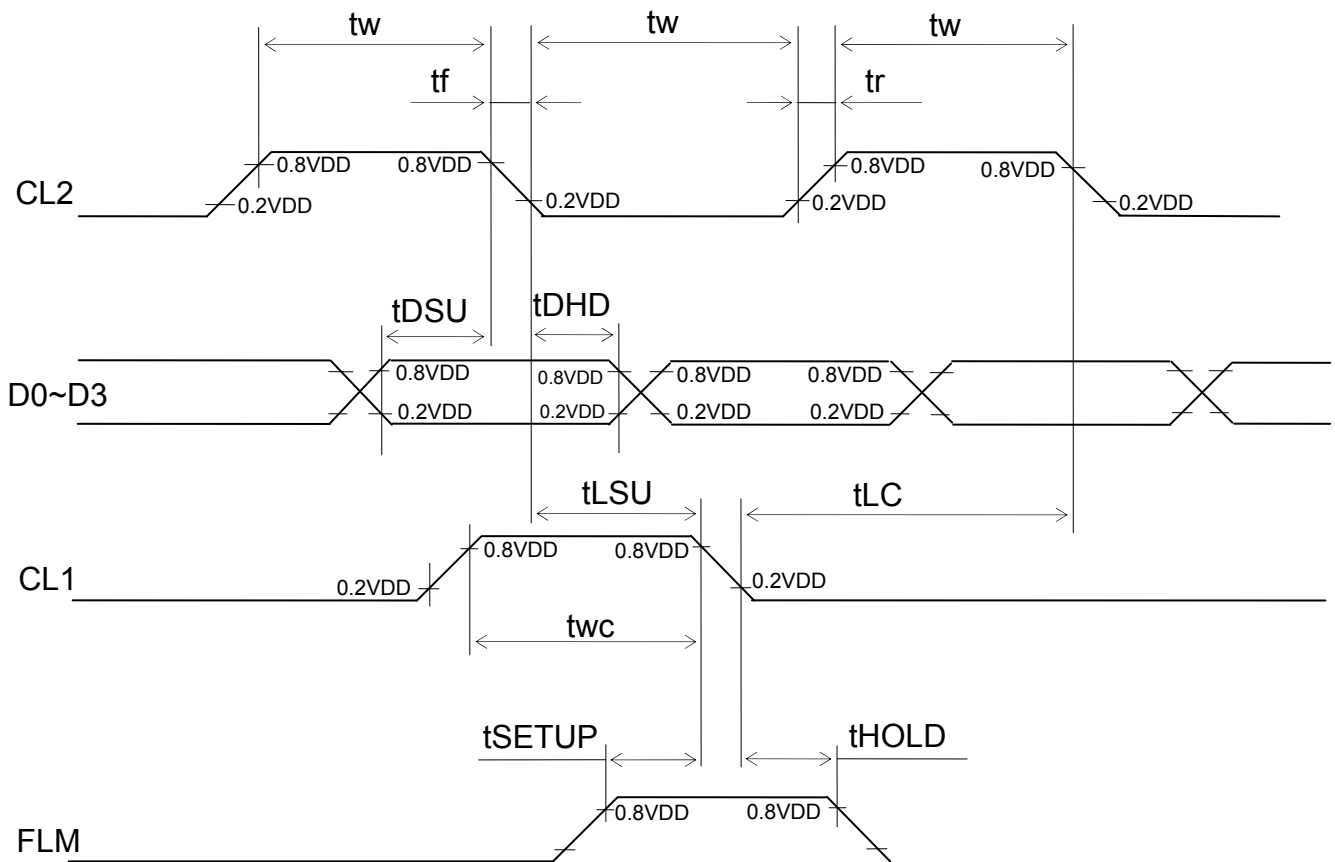 tw tw tw
tf tr
0.8VDD 0.8VDD 0.8VDD 0.8VDD
CL2 0.2VDD 0.2VDD 0.2VDD 0.2VDD
tDSU tDHD
0.8VDD 0.8VDD 0.8VDD 0.8VDD
D0~D3
0.2VDD 0.2VDD 0.2VDD 0.2VDD
tLSU tLC
0.8VDD 0.8VDD
CL1 0.2VDD 0.2VDD
twc
tSETUP tHOLD
0.8VDD 0.8VDD
FLM